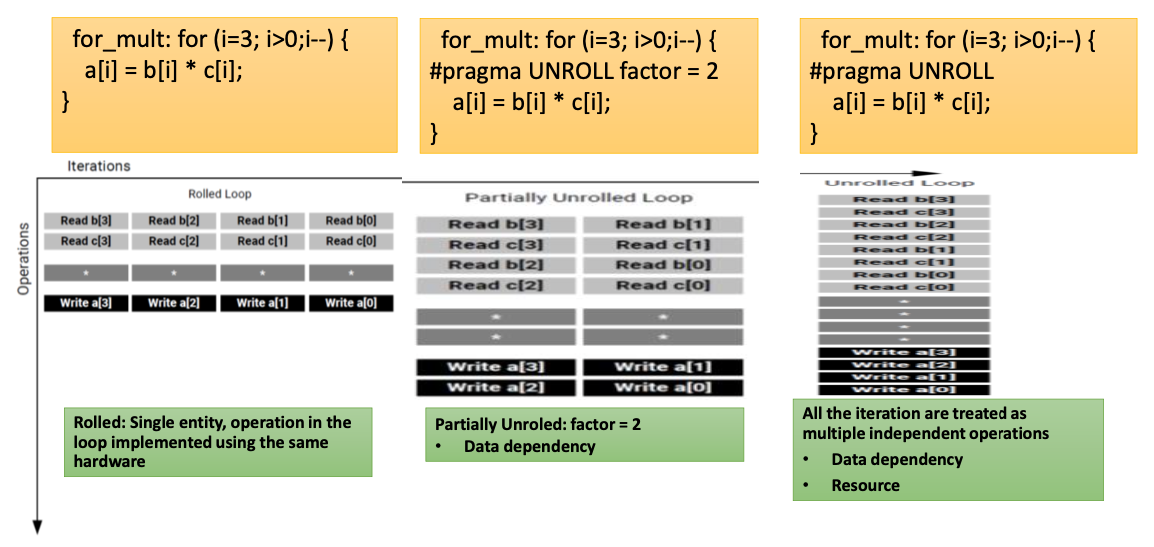 for_mult: for (i=3; i>0;i--) {
a[i] = b[i] * c[i];
}
for_mult: for (i=3; i>0;i--) {
#pragma UNROLL factor = 2
a[i] = b[i] * c[i];
}
for_mult: for (i=3; i>0;i--) {
#pragma UNROLL
a[i] = b[i] * c[i];
}
Iterations
Operations
Rolled Loop
Read b[3] Read b[2] Read b[1] Read b[0]
Read c[3] Read c[2] Read c[1] Read c[0]
* * * *
Write a[3] Write a[2] Write a[1] Write a[0]
Partially Unrolled Loop
Read b[3] Read b[1]
Read c[3] Read c[1]
Read b[2] Read b[0]
Read c[2] Read c[0]
* *
* *
Write a[3] Write a[1]
Write a[2] Write a[0]
Unrolled Loop
Read b[3]
Read c[3]
Read b[2]
Read c[2]
Read b[1]
Read c[1]
Read b[0]
Read c[0]
*
*
*
*
Write a[3]
Write a[2]
Write a[1]
Write a[0]
Rolled: Single entity, operation in the
loop implemented using the same
hardware
Partially Unroled: factor = 2
• Data dependency
All the iteration are treated as
multiple independent operations
• Data dependency
• Resource